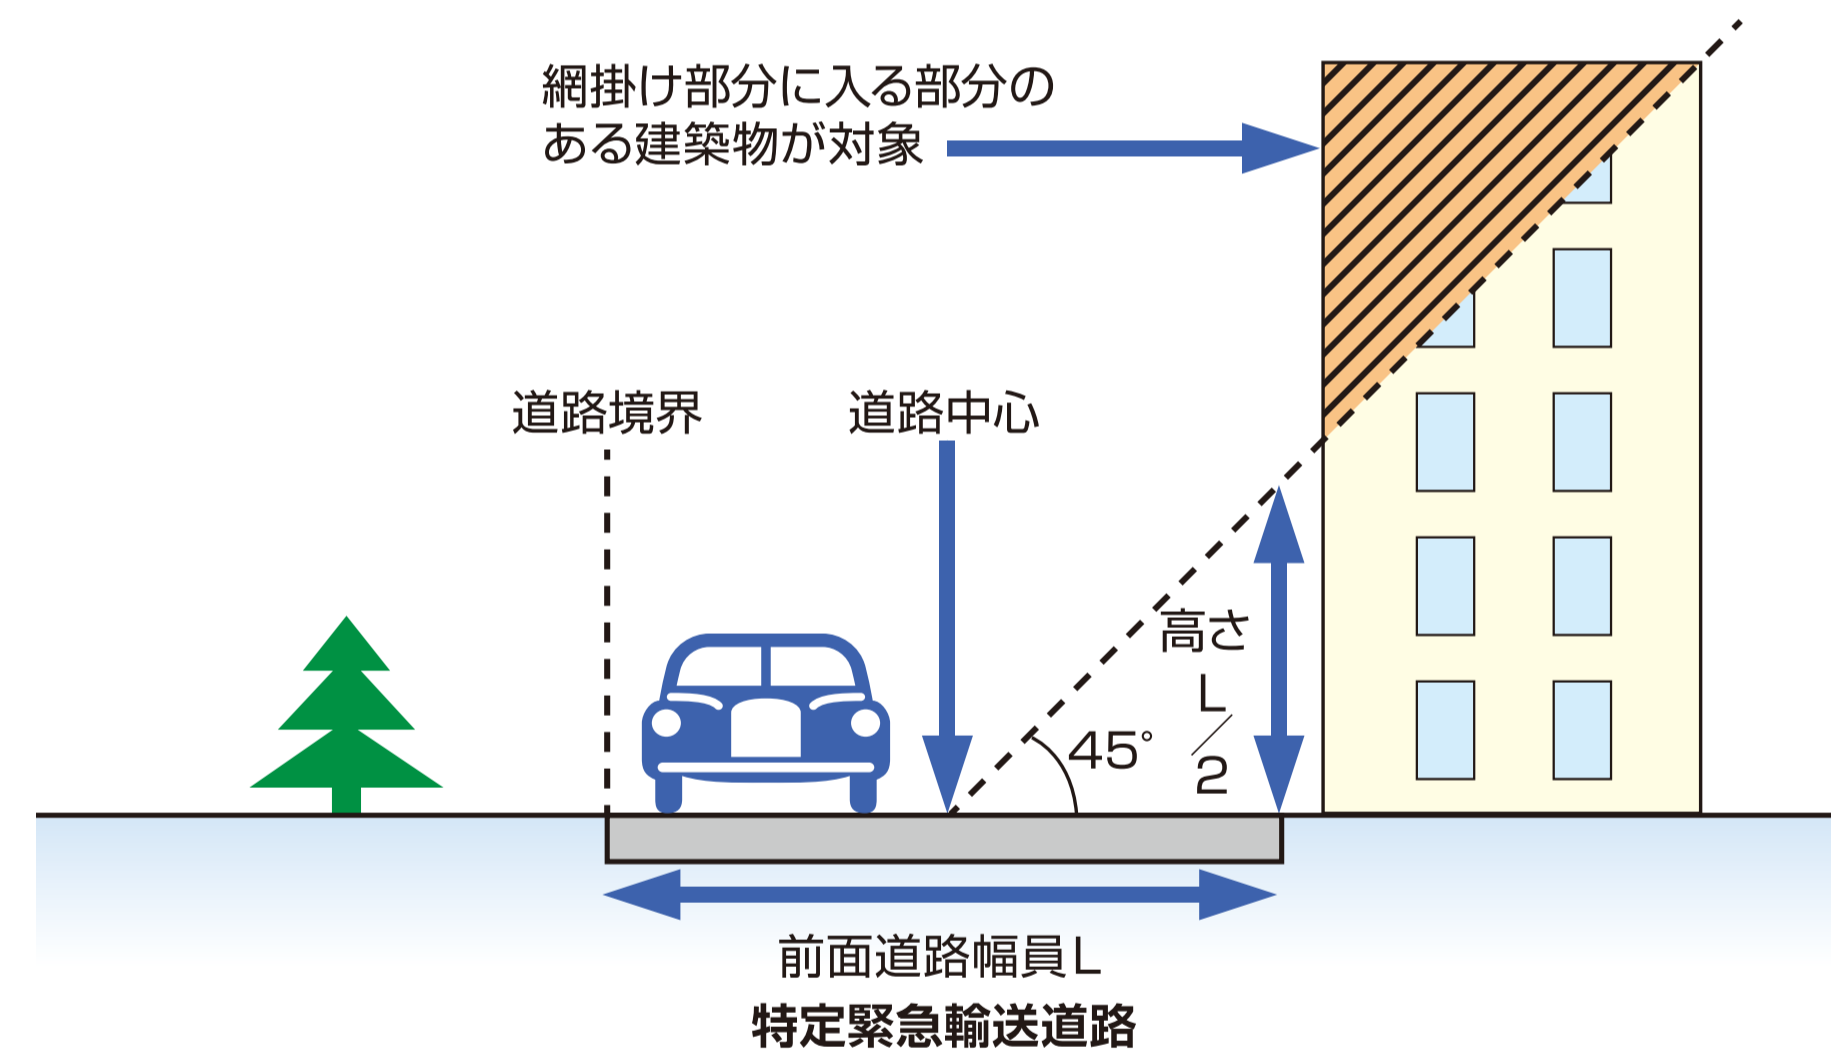 網掛け部分に入る部分の
ある建築物が対象
道路境界
道路中心
高さ
L
/
2
45°
前面道路幅員L
特定緊急輸送道路